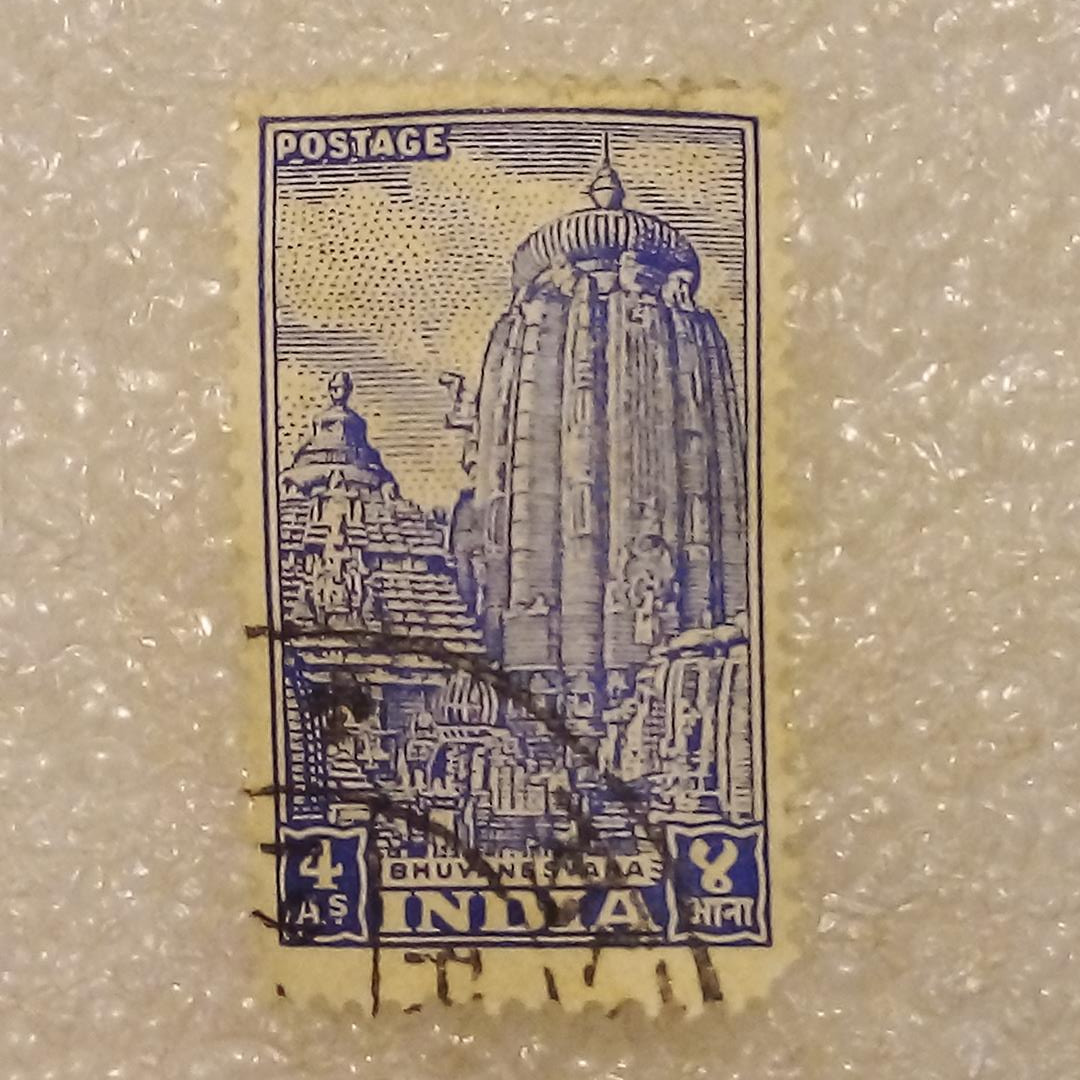 POSTAGE
BHUVANESVARA
INDIA
4
AS
४
आना